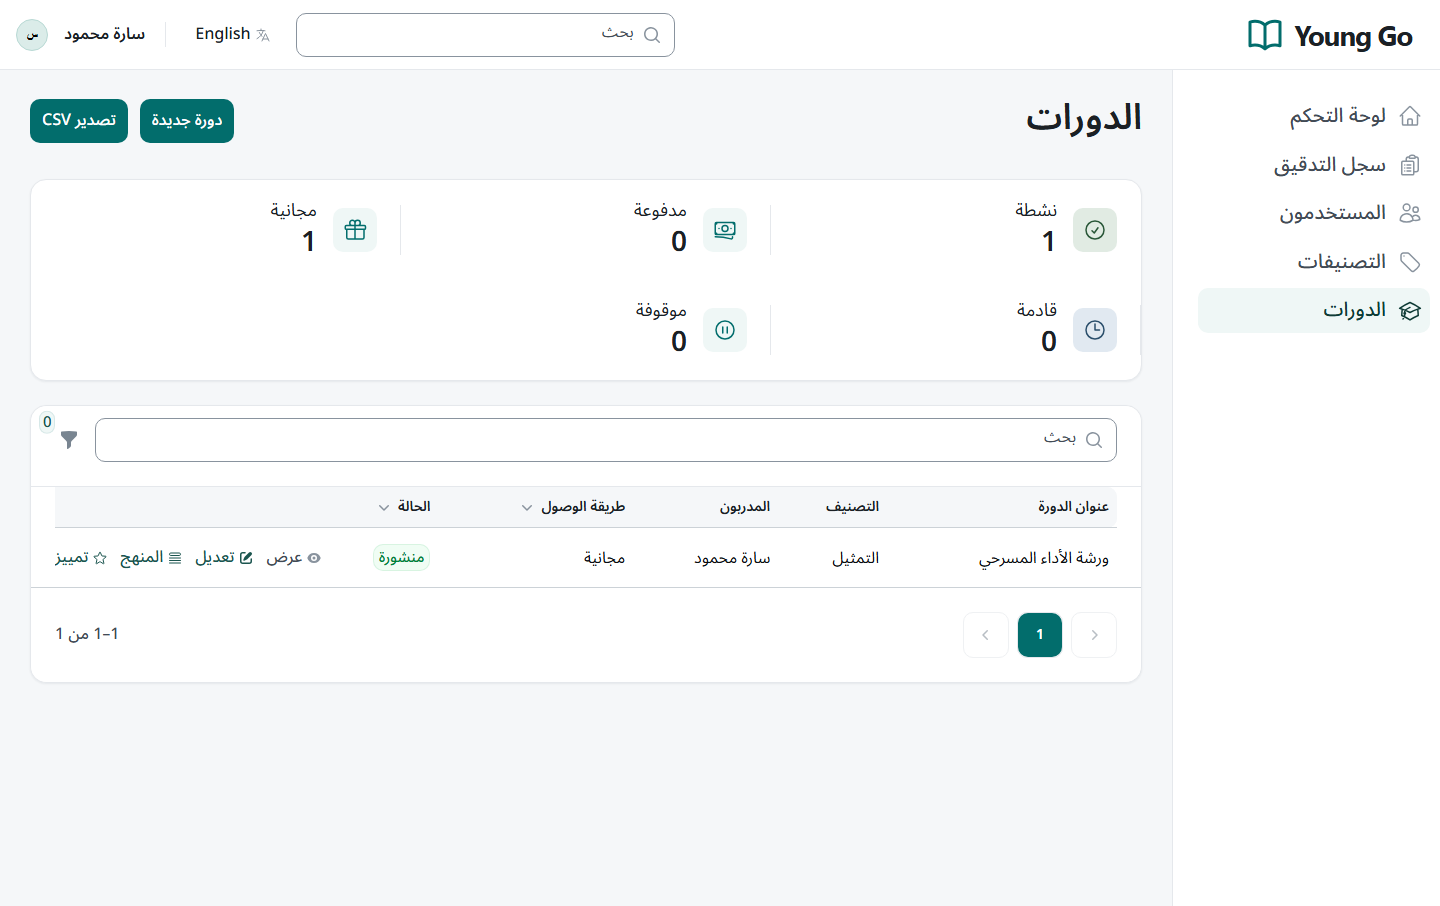 Young Go
بحث
English
سارة محمود
س
لوحة التحكم
سجل التدقيق
المستخدمون
التصنيفات
الدورات
الدورات
دورة جديدة
تصدير CSV
نشطة
1
مدفوعة
0
مجانية
1
قادمة
0
موقوفة
0
بحث
0
عنوان الدورة التصنيف المدربون طريقة الوصول الحالة
ورشة الأداء المسرحي التمثيل سارة محمود مجانية منشورة عرض تعديل المنهج تمييز
1
1–1 من 1